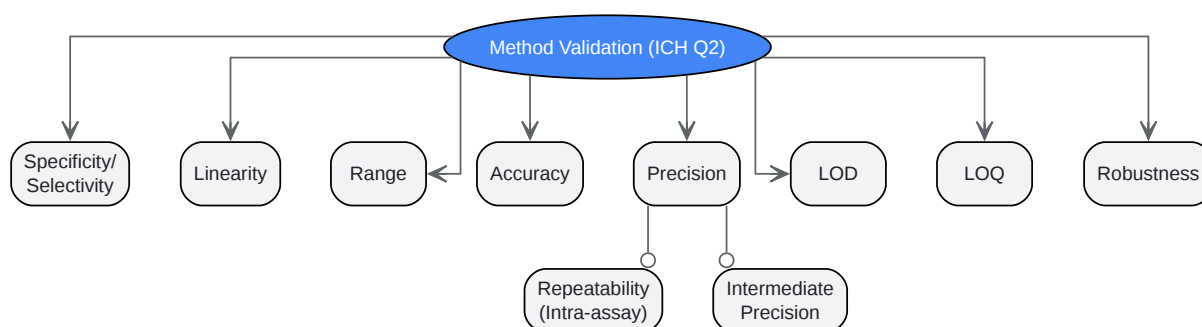 Method Validation (ICH Q2)
Specificity/
Selectivity
Linearity
Range
Accuracy
Precision
LOD
LOQ
Robustness
Repeatability
(Intra-assay)
Intermediate
Precision